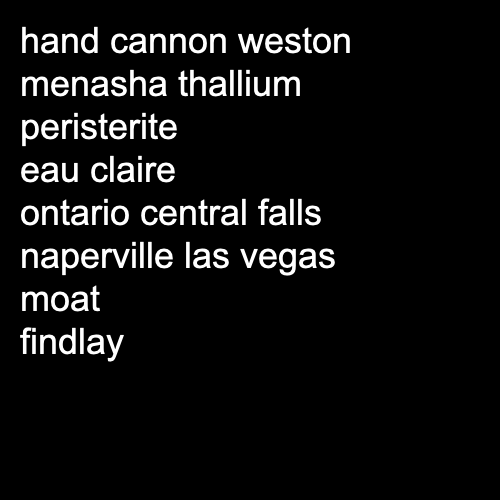 hand cannon weston
menasha thallium
peristerite
eau claire
ontario central falls
naperville las vegas
moat
findlay